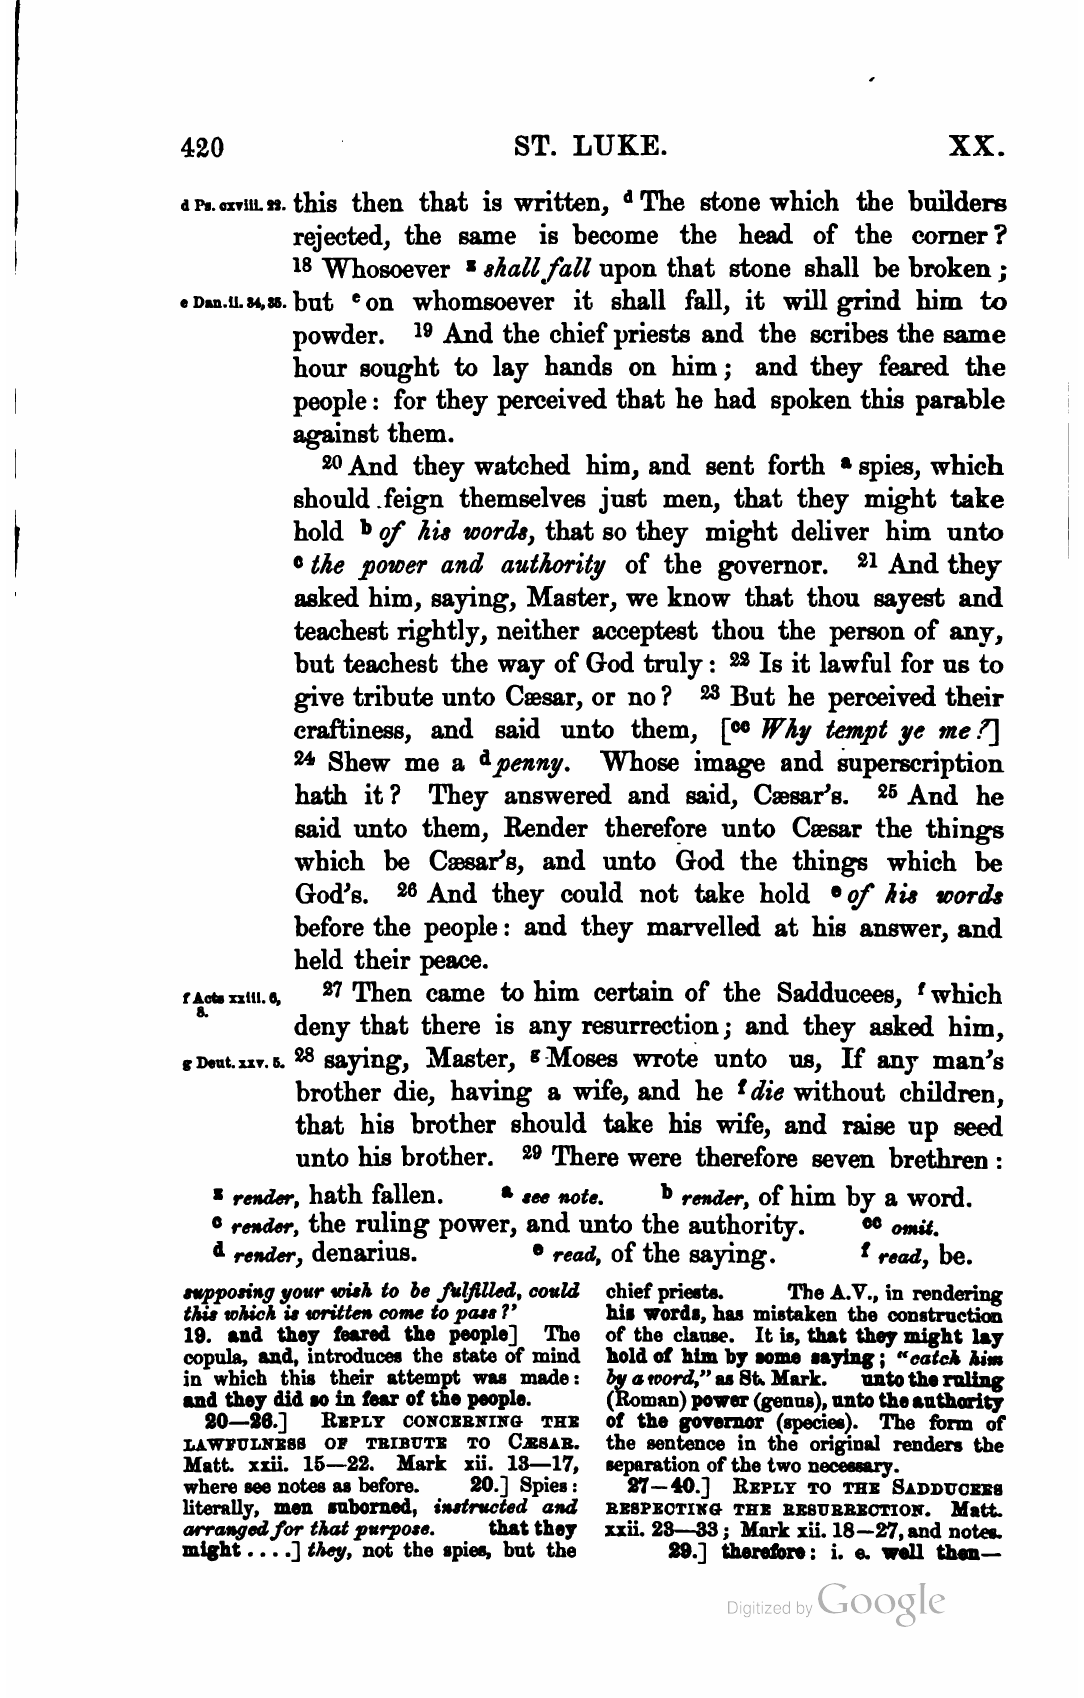 420 ST. LUKE. XX.
d Ps. cxviii. 22. this then that is written, d The stone which the builders
rejected, the same is become the head of the corner?
18 Whosoever z shall fall upon that stone shall be broken;
e Dan. ii. 34, 35. but e on whomsoever it shall fall, it will grind him to
powder. 19 And the chief priests and the scribes the same
hour sought to lay hands on him; and they feared the
people: for they perceived that he had spoken this parable
against them.
20 And they watched him, and sent forth a spies, which
should feign themselves just men, that they might take
hold b of his words, that so they might deliver him unto
c the power and authority of the governor. 21 And they
asked him, saying, Master, we know that thou sayest and
teachest rightly, neither acceptest thou the person of any,
but teachest the way of God truly: 22 Is it lawful for us to
give tribute unto Cæsar, or no? 23 But he perceived their
craftiness, and said unto them, [cc Why tempt ye me?]
24 Shew me a d penny. Whose image and superscription
hath it? They answered and said, Cæsar's. 25 And he
said unto them, Render therefore unto Cæsar the things
which be Cæsar's, and unto God the things which be
God's. 26 And they could not take hold e of his words
before the people: and they marvelled at his answer, and
held their peace.
f Acts xxiii. 6, 27 Then came to him certain of the Sadducees, f which
8.
deny that there is any resurrection; and they asked him,
g Deut. xxv. 5. 28 saying, Master, g Moses wrote unto us, If any man's
brother die, having a wife, and he f die without children,
that his brother should take his wife, and raise up seed
unto his brother. 29 There were therefore seven brethren:
z render, hath fallen. a see note. b render, of him by a word.
c render, the ruling power, and unto the authority. cc omit.
d render, denarius. e read, of the saying. f read, be.
supposing your wish to be fulfilled, could
this which is written come to pass?'
19. and they feared the people] The
copula, and, introduces the state of mind
in which this their attempt was made:
and they did so in fear of the people.
20—26.] REPLY CONCERNING THE
LAWFULNESS OF TRIBUTE TO CÆSAR.
Matt. xxii. 15—22. Mark xii. 13—17,
where see notes as before. 20.] Spies:
literally, men suborned, instructed and
arranged for that purpose. that they
might . . . .] they, not the spies, but the
chief priests. The A.V., in rendering
his words, has mistaken the construction
of the clause. It is, that they might lay
hold of him by some saying; "catch him
by a word," as St. Mark. unto the ruling
(Roman) power (genus), unto the authority
of the governor (species). The form of
the sentence in the original renders the
separation of the two necessary.
27—40.] REPLY TO THE SADDUCEES
RESPECTING THE RESURRECTION. Matt.
xxii. 23—33; Mark xii. 18—27, and notes.
29.] therefore: i. e. well then—
Digitized by Google